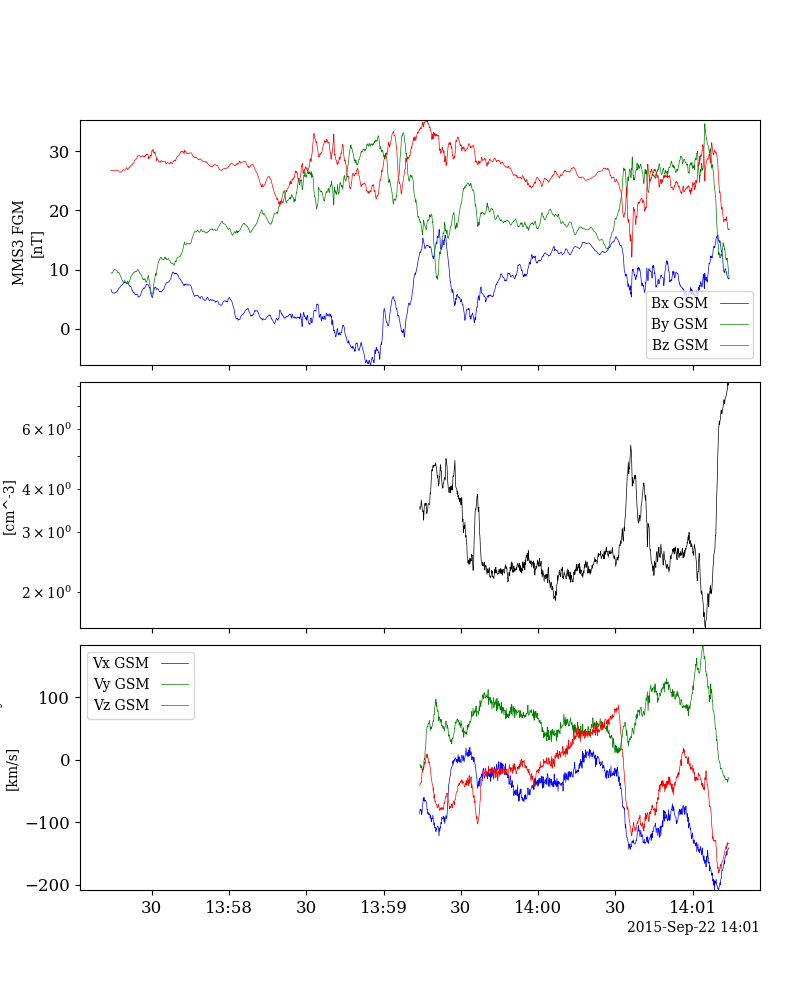 MMS3 FGM
[nT]
30
20
10
0
Bx GSM
By GSM
Bz GSM
[cm^-3]
6 × 10⁰
4 × 10⁰
3 × 10⁰
2 × 10⁰
[km/s]
100
0
−100
−200
Vx GSM
Vy GSM
Vz GSM
30
13:58
30
13:59
30
14:00
30
14:01
2015-Sep-22 14:01